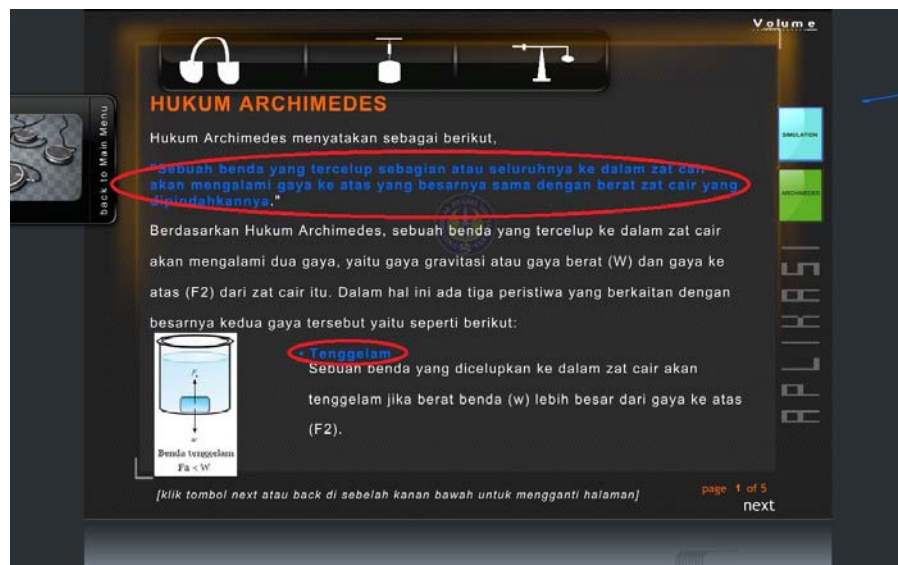 Volume
back to Main Menu
HUKUM ARCHIMEDES
Hukum Archimedes menyatakan sebagai berikut,
"Sebuah benda yang tercelup sebagian atau seluruhnya ke dalam zat cair
akan mengalami gaya ke atas yang besarnya sama dengan berat zat cair yang
dipindahkannya."
Berdasarkan Hukum Archimedes, sebuah benda yang tercelup ke dalam zat cair
akan mengalami dua gaya, yaitu gaya gravitasi atau gaya berat (W) dan gaya ke
atas (F2) dari zat cair itu. Dalam hal ini ada tiga peristiwa yang berkaitan dengan
besarnya kedua gaya tersebut yaitu seperti berikut:
• Tenggelam
Sebuah benda yang dicelupkan ke dalam zat cair akan
tenggelam jika berat benda (w) lebih besar dari gaya ke atas
(F2).
w
Benda tenggelam
Fa < W
[klik tombol next atau back di sebelah kanan bawah untuk mengganti halaman]
page 1 of 5
next
SIMULATION
ARCHIMEDES
APLIKASI